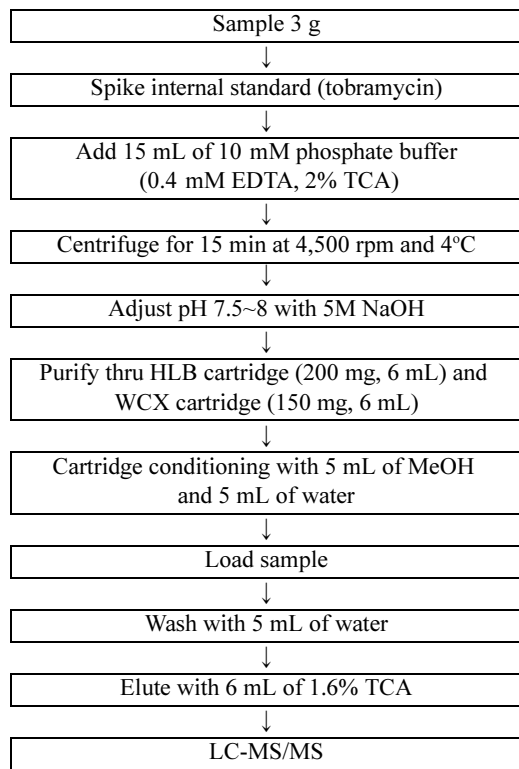 Sample 3 g
↓
Spike internal standard (tobramycin)
↓
Add 15 mL of 10 mM phosphate buffer
(0.4 mM EDTA, 2% TCA)
↓
Centrifuge for 15 min at 4,500 rpm and 4°C
↓
Adjust pH 7.5~8 with 5M NaOH
↓
Purify thru HLB cartridge (200 mg, 6 mL) and
WCX cartridge (150 mg, 6 mL)
↓
Cartridge conditioning with 5 mL of MeOH
and 5 mL of water
↓
Load sample
↓
Wash with 5 mL of water
↓
Elute with 6 mL of 1.6% TCA
↓
LC-MS/MS